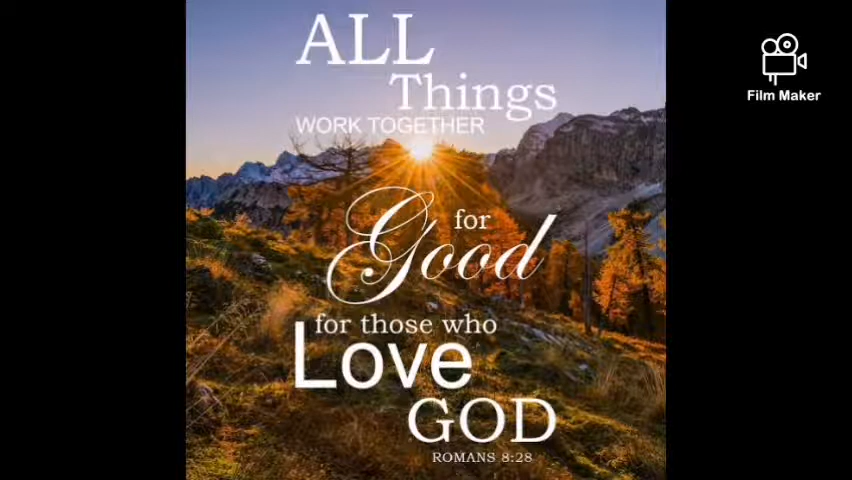 ALL
Things
WORK TOGETHER
for
Good
for those who
Love
GOD
ROMANS 8:28
Film Maker